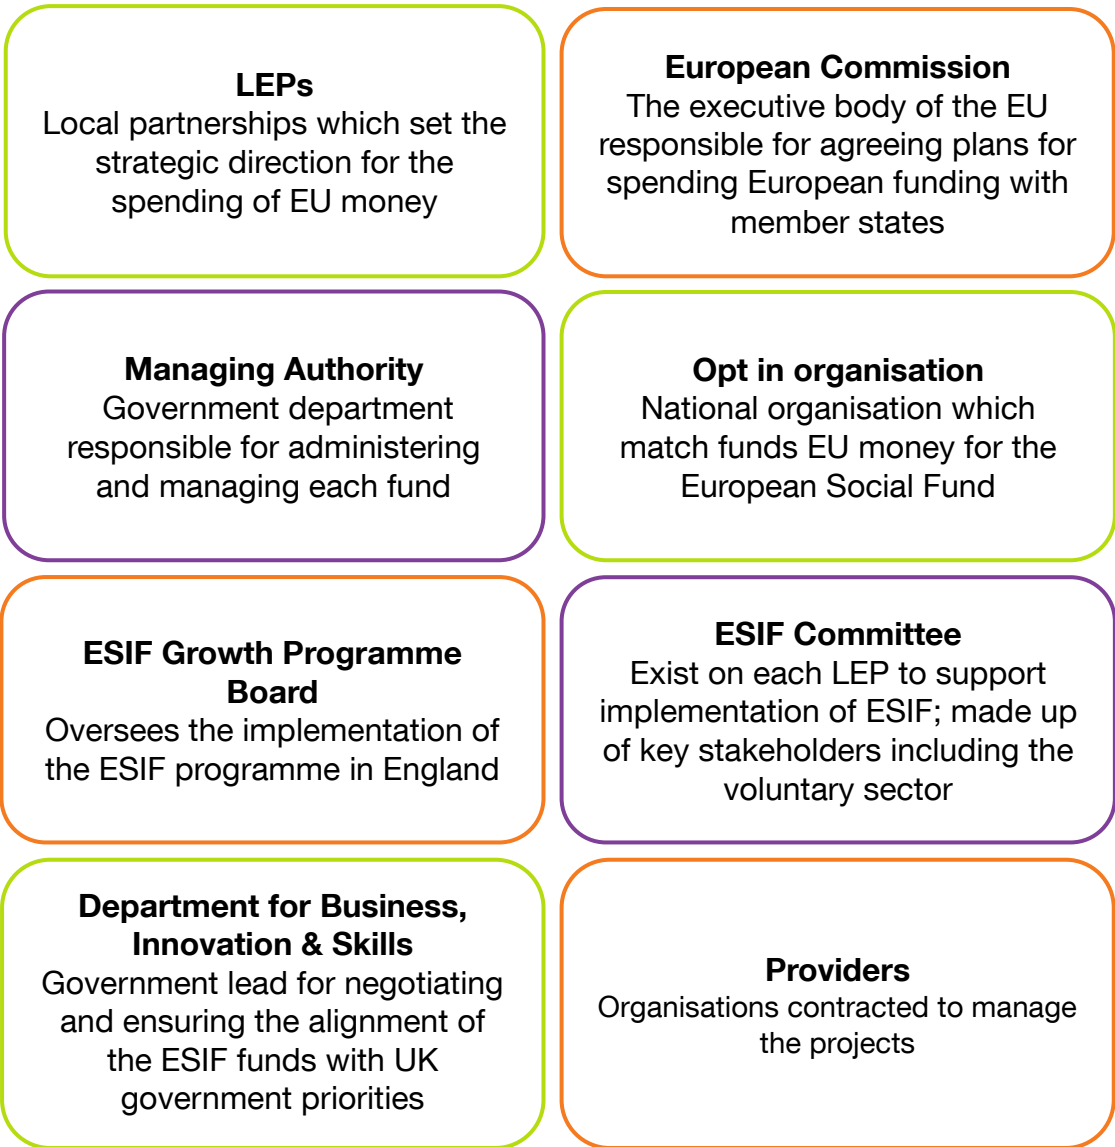 LEPs
Local partnerships which set the
strategic direction for the
spending of EU money
European Commission
The executive body of the EU
responsible for agreeing plans for
spending European funding with
member states
Managing Authority
Government department
responsible for administering
and managing each fund
Opt in organisation
National organisation which
match funds EU money for the
European Social Fund
ESIF Growth Programme
Board
Oversees the implementation of
the ESIF programme in England
ESIF Committee
Exist on each LEP to support
implementation of ESIF; made up
of key stakeholders including the
voluntary sector
Department for Business,
Innovation & Skills
Government lead for negotiating
and ensuring the alignment of
the ESIF funds with UK
government priorities
Providers
Organisations contracted to manage
the projects